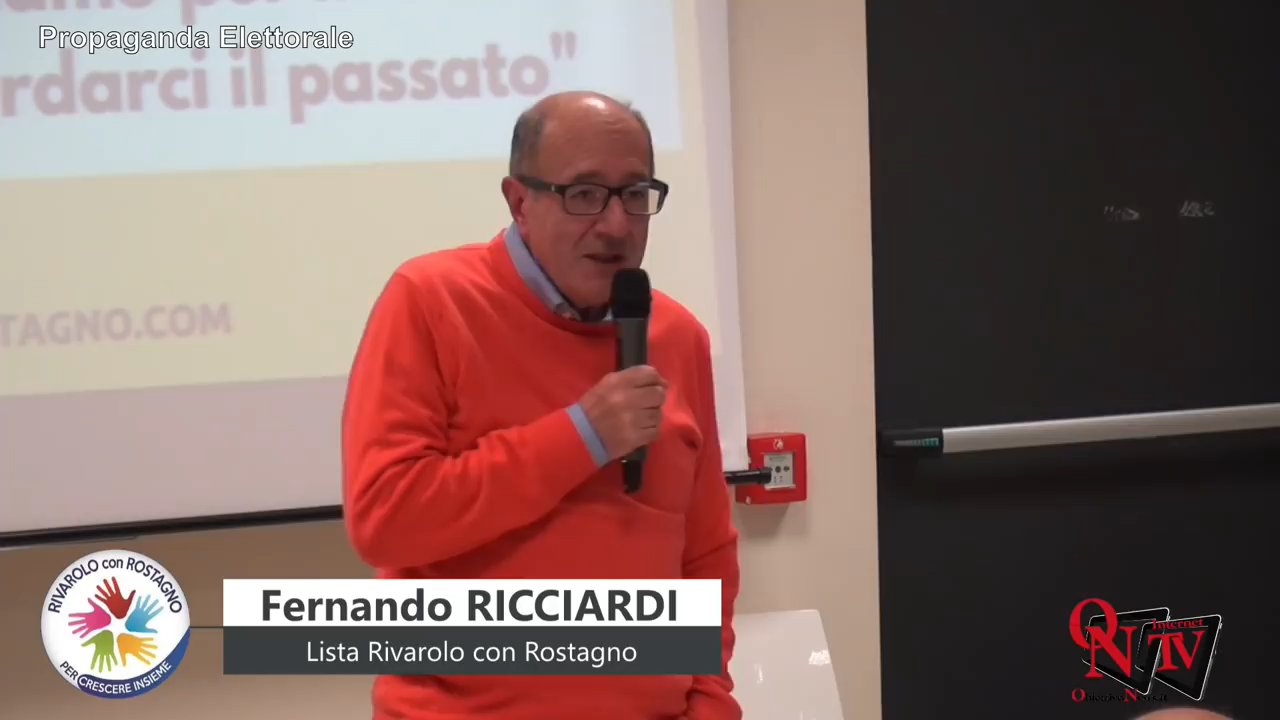 Propaganda Elettorale
rdarci il passato"
TAGNO.COM
RIVAROLO con ROSTAGNO
PER CRESCERE INSIEME
Fernando RICCIARDI
Lista Rivarolo con Rostagno
ON Internet TV